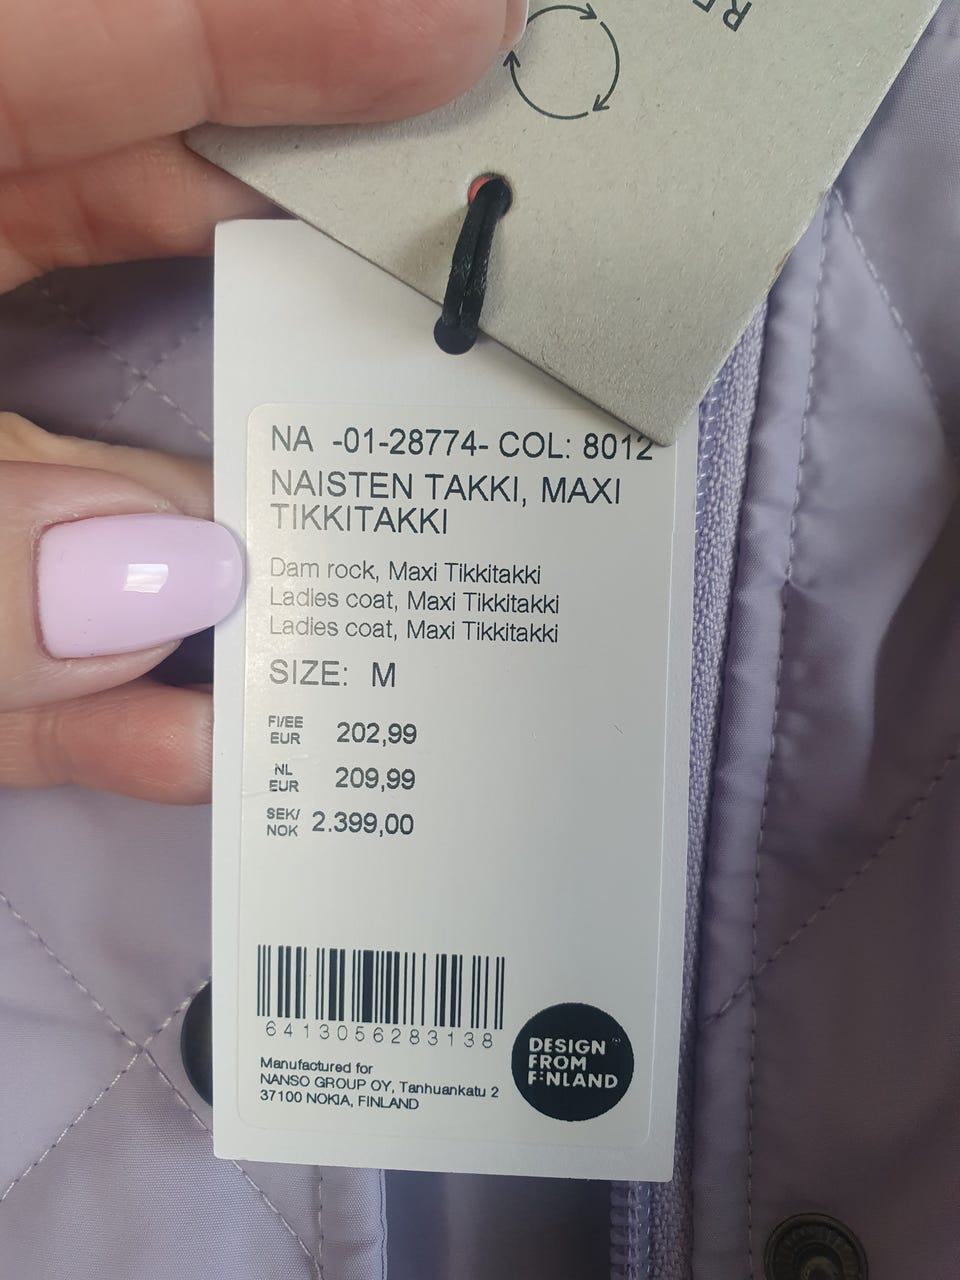 NA -01-28774- COL: 8012
NAISTEN TAKKI, MAXI
TIKKITAKKI
Dam rock, Maxi Tikkitakki
Ladies coat, Maxi Tikkitakki
Ladies coat, Maxi Tikkitakki
SIZE: M
FI/EE
EUR 202,99
NL
EUR 209,99
SEK/
NOK 2.399,00
6413056283138
Manufactured for
NANSO GROUP OY, Tanhuankatu 2
37100 NOKIA, FINLAND
DESIGN
FROM
FINLAND